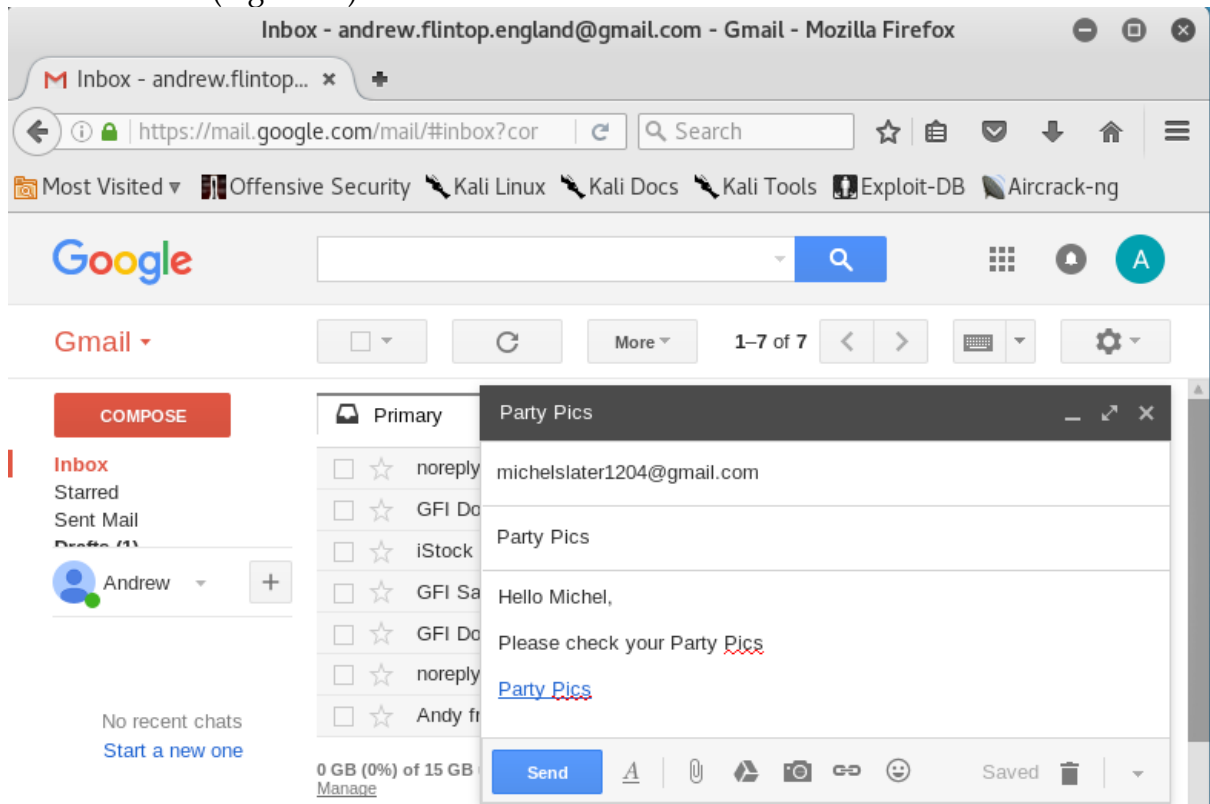 Inbox - andrew.flintop.england@gmail.com - Gmail - Mozilla Firefox
Inbox - andrew.flintop...
https://mail.google.com/mail/#inbox?cor
Search
Most Visited Offensive Security Kali Linux Kali Docs Kali Tools Exploit-DB Aircrack-ng
Google
A
Gmail
More
1–7 of 7
COMPOSE
Inbox
Starred
Sent Mail
Drafts (1)
Andrew
No recent chats
Start a new one
Primary
noreply
GFI Do
iStock
GFI Sa
GFI Do
noreply
Andy fr
0 GB (0%) of 15 GB
Manage
Party Pics
michelslater1204@gmail.com
Party Pics
Hello Michel,
Please check your Party Pics
Party Pics
Send A Saved